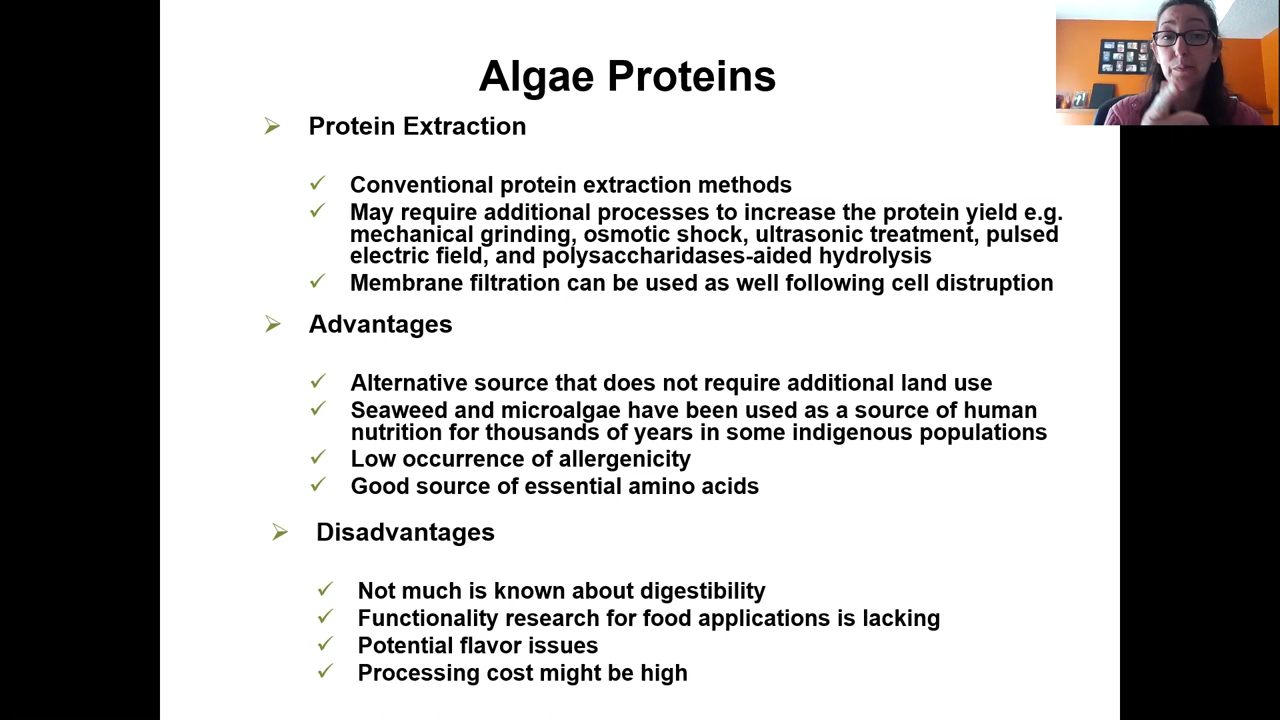 Algae Proteins
Protein Extraction
Conventional protein extraction methods
May require additional processes to increase the protein yield e.g.
mechanical grinding, osmotic shock, ultrasonic treatment, pulsed
electric field, and polysaccharidases-aided hydrolysis
Membrane filtration can be used as well following cell distruption
Advantages
Alternative source that does not require additional land use
Seaweed and microalgae have been used as a source of human
nutrition for thousands of years in some indigenous populations
Low occurrence of allergenicity
Good source of essential amino acids
Disadvantages
Not much is known about digestibility
Functionality research for food applications is lacking
Potential flavor issues
Processing cost might be high